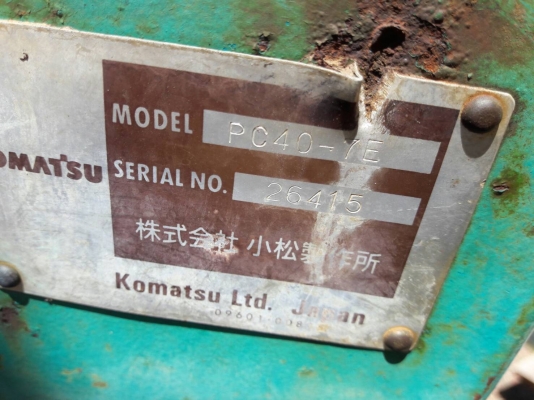 MODEL PC40-7E
KOMATSU SERIAL NO. 26415
株式会社 小松製作所
Komatsu Ltd. Japan